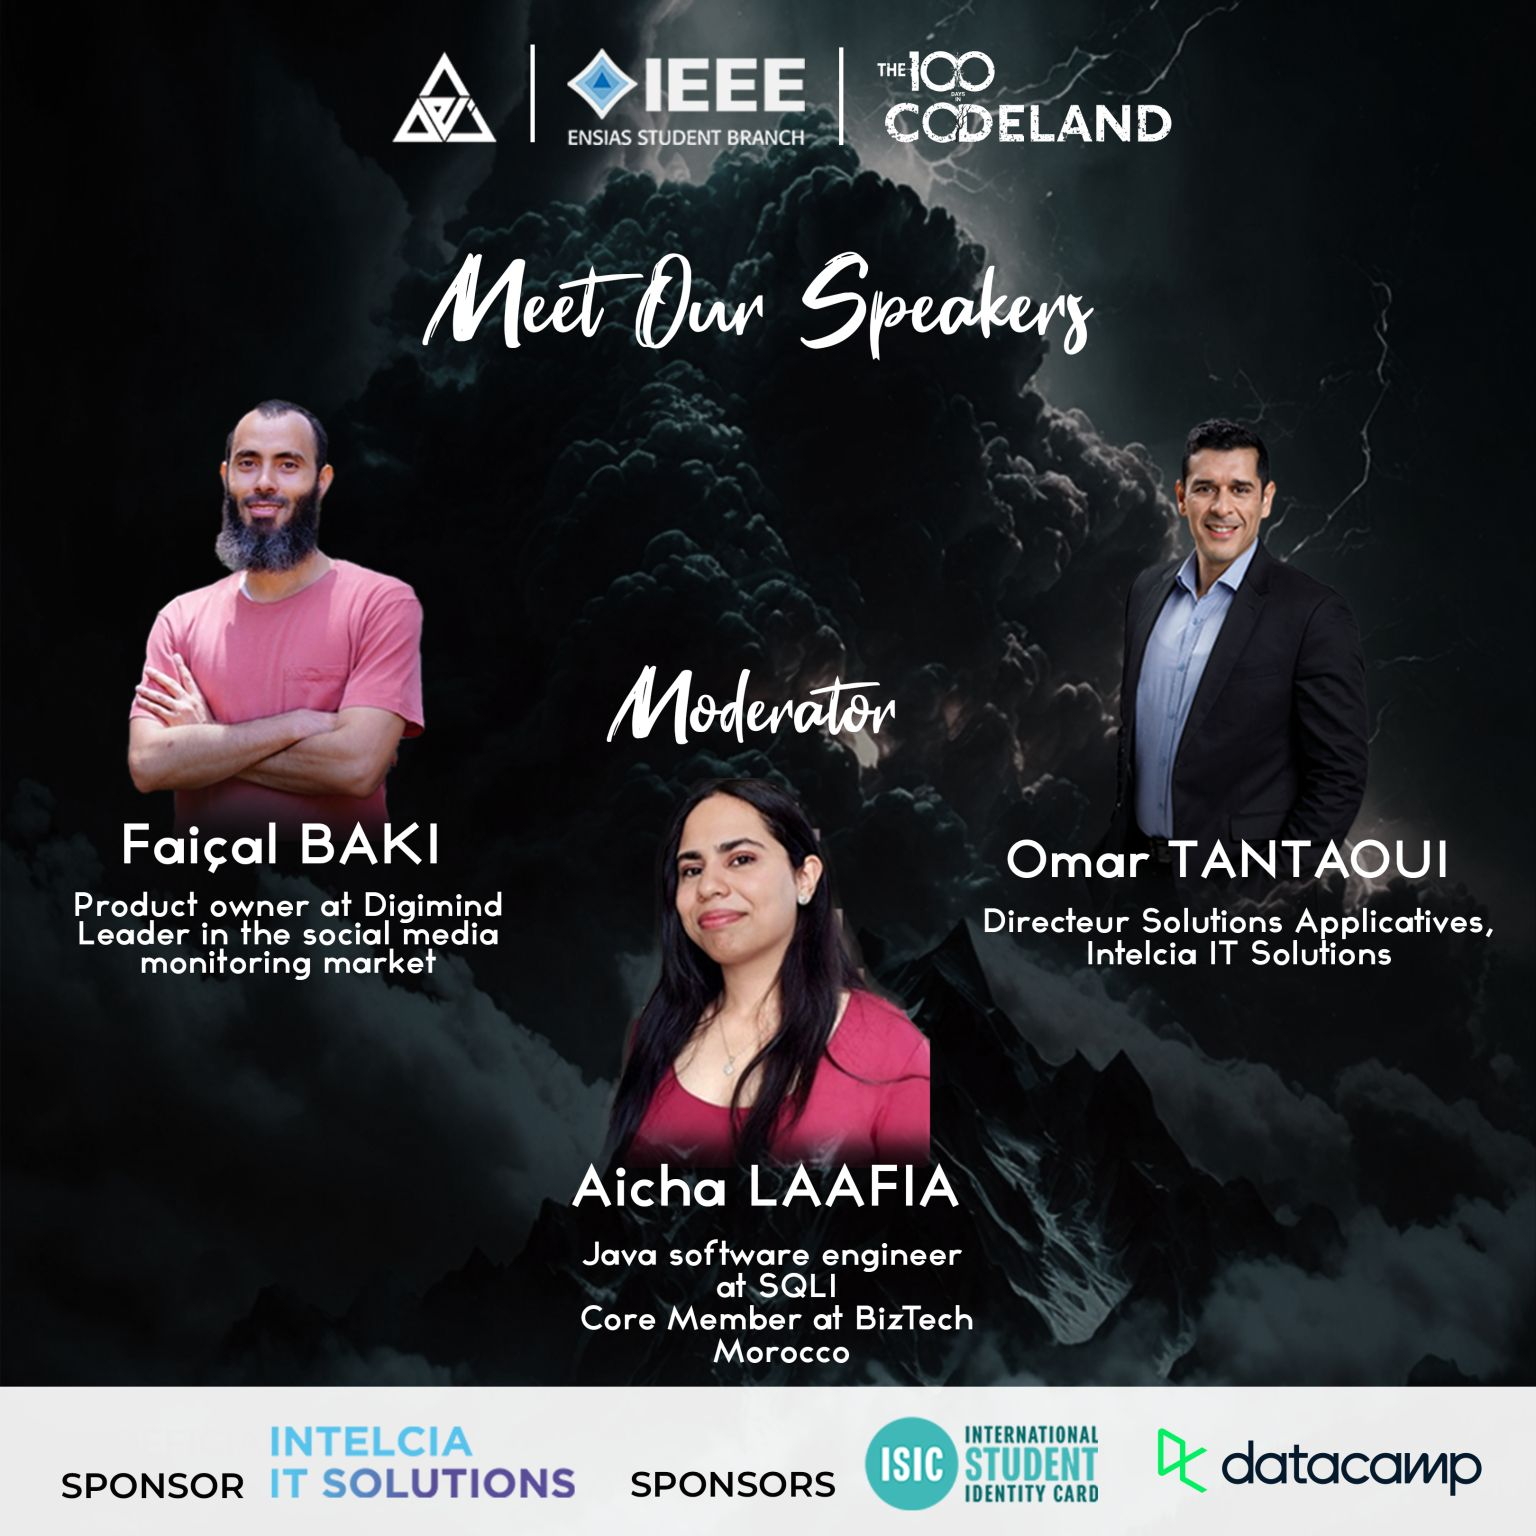 IEEE
ENSIAS STUDENT BRANCH
THE 100
DAYS
IN
CODELAND
Meet Our Speakers
Faiçal BAKI
Product owner at Digimind
Leader in the social media
monitoring market
Omar TANTAOUI
Directeur Solutions Applicatives,
Intelcia IT Solutions
Moderator
Aicha LAAFIA
Java software engineer
at SQLI
Core Member at BizTech
Morocco
SPONSOR
INTELCIA
IT SOLUTIONS
SPONSORS
ISIC
INTERNATIONAL
STUDENT
IDENTITY CARD
datacamp